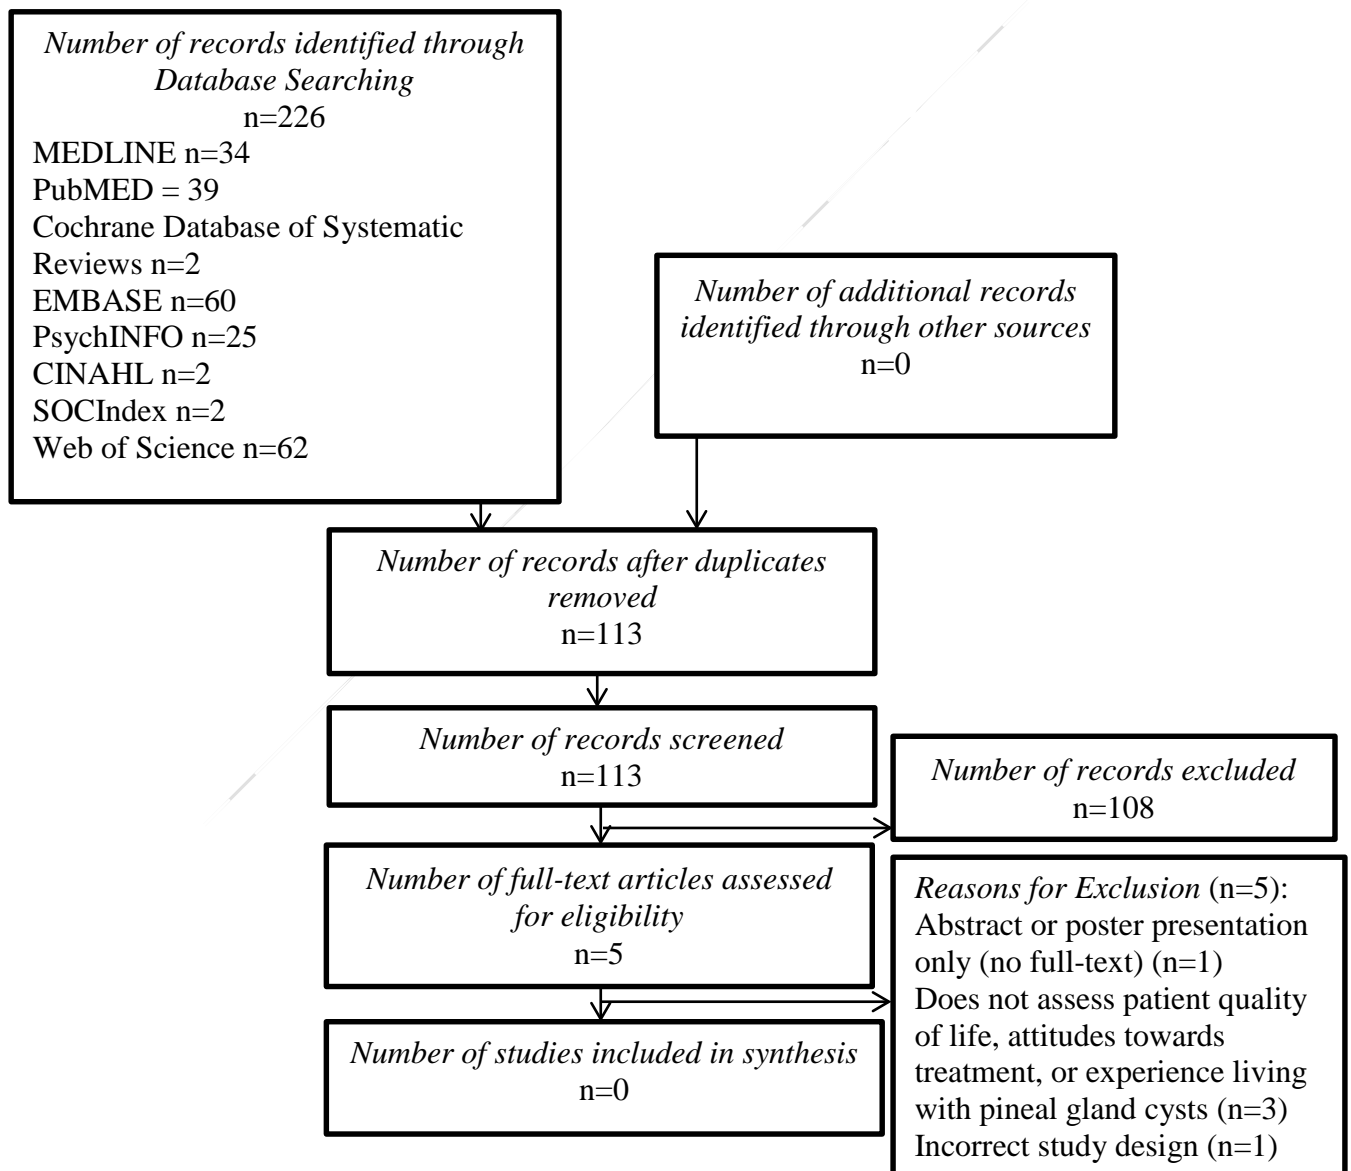 Number of records identified through
Database Searching
n=226
MEDLINE n=34
PubMED = 39
Cochrane Database of Systematic
Reviews n=2
EMBASE n=60
PsychINFO n=25
CINAHL n=2
SOCIndex n=2
Web of Science n=62
Number of additional records
identified through other sources
n=0
Number of records after duplicates
removed
n=113
Number of records screened
n=113
Number of records excluded
n=108
Number of full-text articles assessed
for eligibility
n=5
Reasons for Exclusion (n=5):
Abstract or poster presentation
only (no full-text) (n=1)
Does not assess patient quality
of life, attitudes towards
treatment, or experience living
with pineal gland cysts (n=3)
Incorrect study design (n=1)
Number of studies included in synthesis
n=0